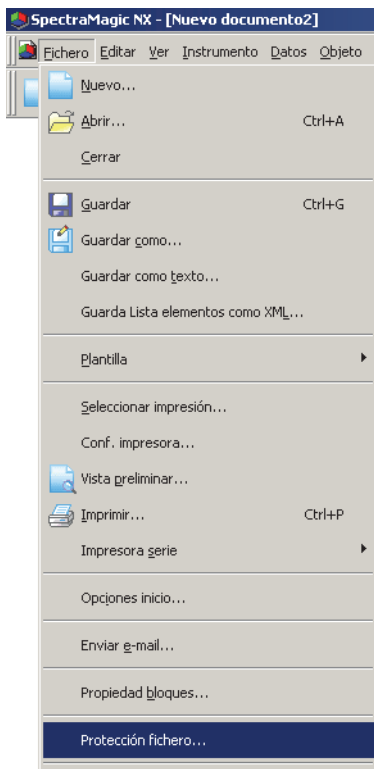 SpectraMagic NX - [Nuevo documento2]
Fichero Editar Ver Instrumento Datos Objeto
Nuevo...
Abrir... Ctrl+A
Cerrar
Guardar Ctrl+G
Guardar como...
Guardar como texto...
Guarda Lista elementos como XML...
Plantilla
Seleccionar impresión...
Conf. impresora...
Vista preliminar...
Imprimir... Ctrl+P
Impresora serie
Opciones inicio...
Enviar e-mail...
Propiedad bloques...
Protección fichero...